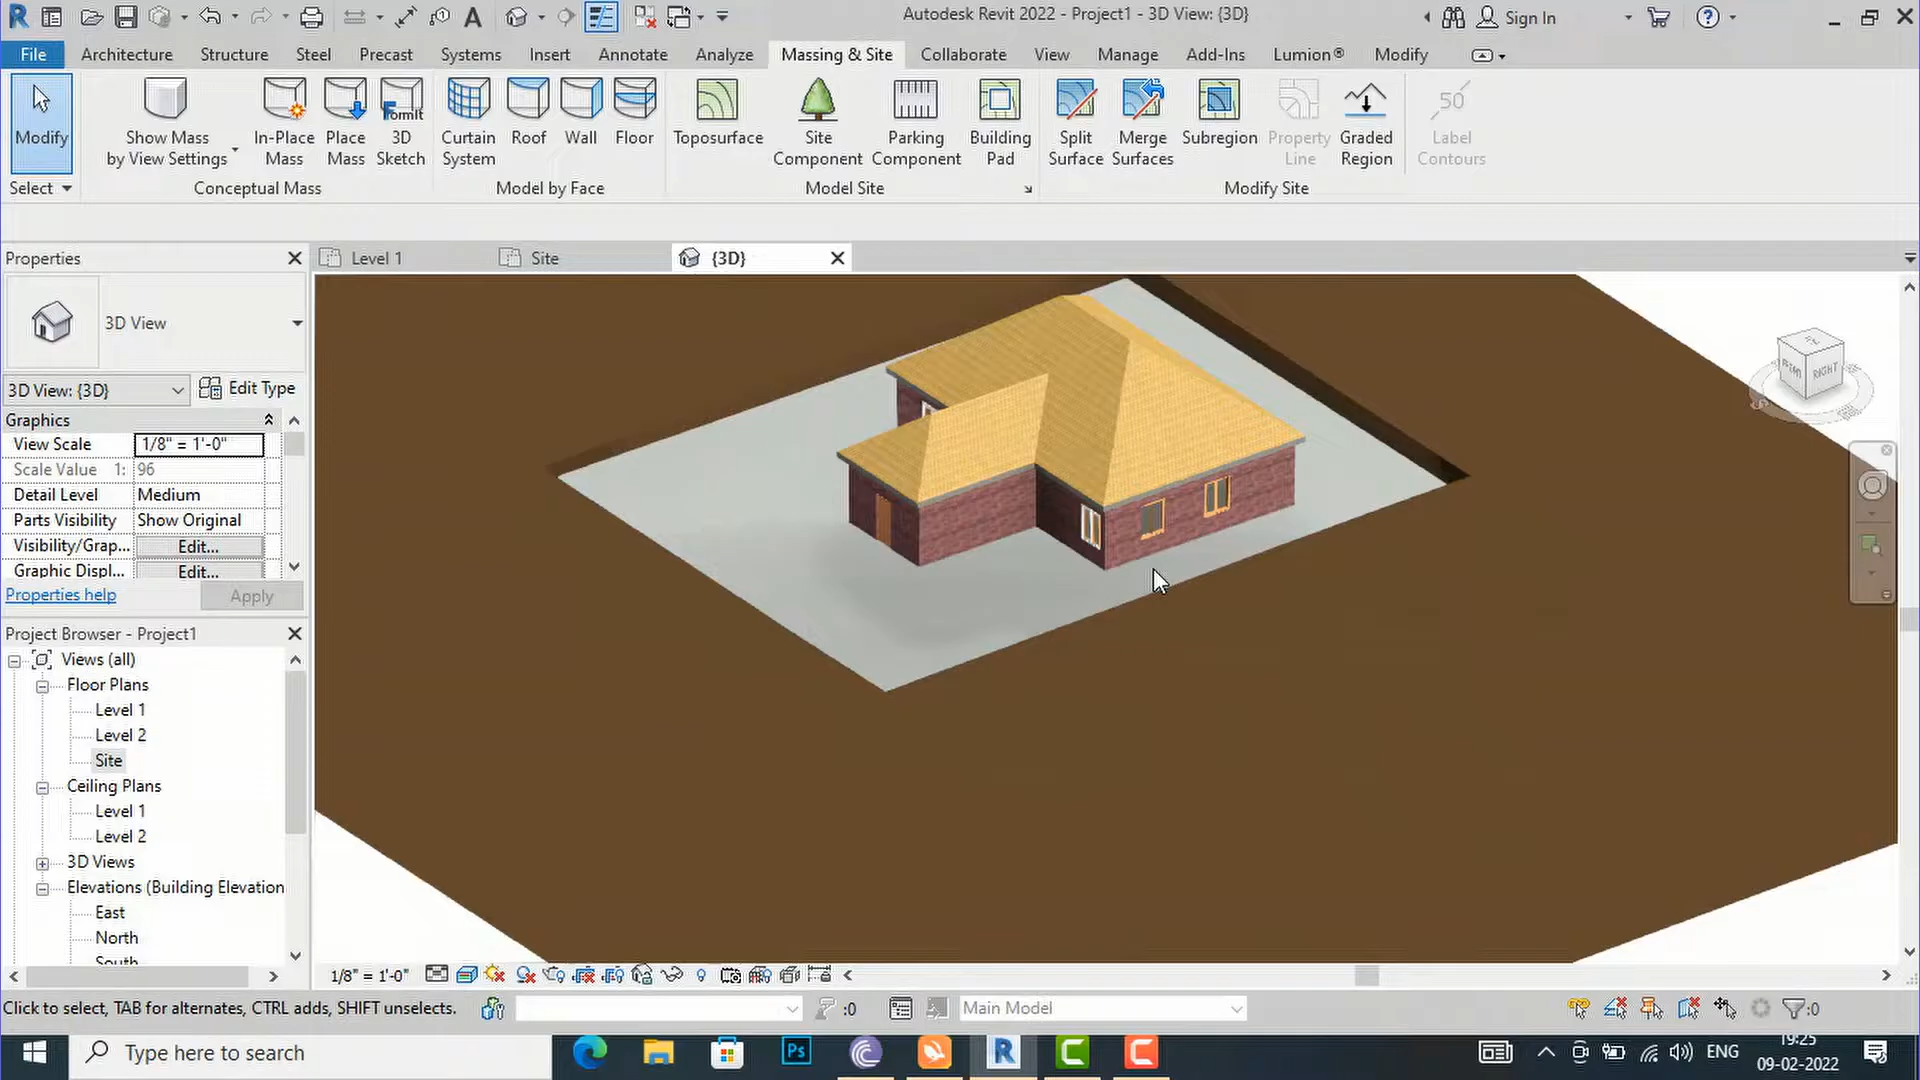 Autodesk Revit 2022 - Project1 - 3D View: {3D}
Sign In
File
Architecture
Structure
Steel
Precast
Systems
Insert
Annotate
Analyze
Massing & Site
Collaborate
View
Manage
Add-Ins
Lumion®
Modify
Modify
Show Mass
by View Settings
In-Place
Mass
Place
Mass
FormIt
3D
Sketch
Curtain
System
Roof
Wall
Floor
Toposurface
Site
Component
Parking
Component
Building
Pad
Split
Surface
Merge
Surfaces
Subregion
Property
Line
Graded
Region
50
Label
Contours
Select
Conceptual Mass
Model by Face
Model Site
Modify Site
Properties
Level 1
Site
{3D}
3D View
3D View: {3D}
Edit Type
Graphics
View Scale
1/8" = 1'-0"
Scale Value 1:
96
Detail Level
Medium
Parts Visibility
Show Original
Visibility/Grap...
Edit...
Graphic Displ...
Edit...
Properties help
Apply
RIGHT
Project Browser - Project1
Views (all)
Floor Plans
Level 1
Level 2
Site
Ceiling Plans
Level 1
Level 2
3D Views
Elevations (Building Elevation
East
North
South
1/8" = 1'-0"
Click to select, TAB for alternates, CTRL adds, SHIFT unselects.
:0
Main Model
:0
Type here to search
Ps
ENG
19:25
09-02-2022